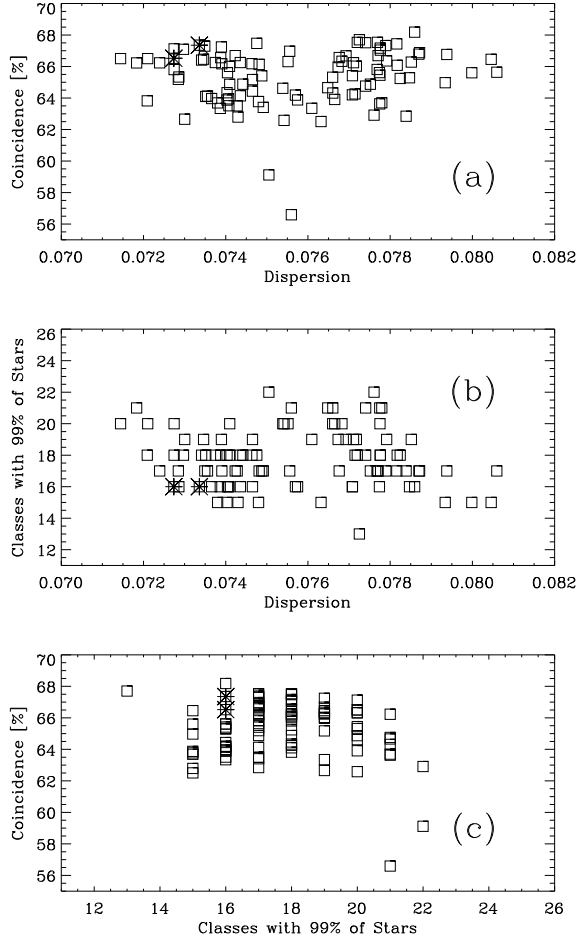 70
68
66
64
62
60
58
56
Coincidence [%]
(a)
0.070 0.072 0.074 0.076 0.078 0.080 0.082
Dispersion
26
24
22
20
18
16
14
12
Classes with 99% of Stars
(b)
0.070 0.072 0.074 0.076 0.078 0.080 0.082
Dispersion
70
68
66
64
62
60
58
56
Coincidence [%]
(c)
12 14 16 18 20 22 24 26
Classes with 99% of Stars